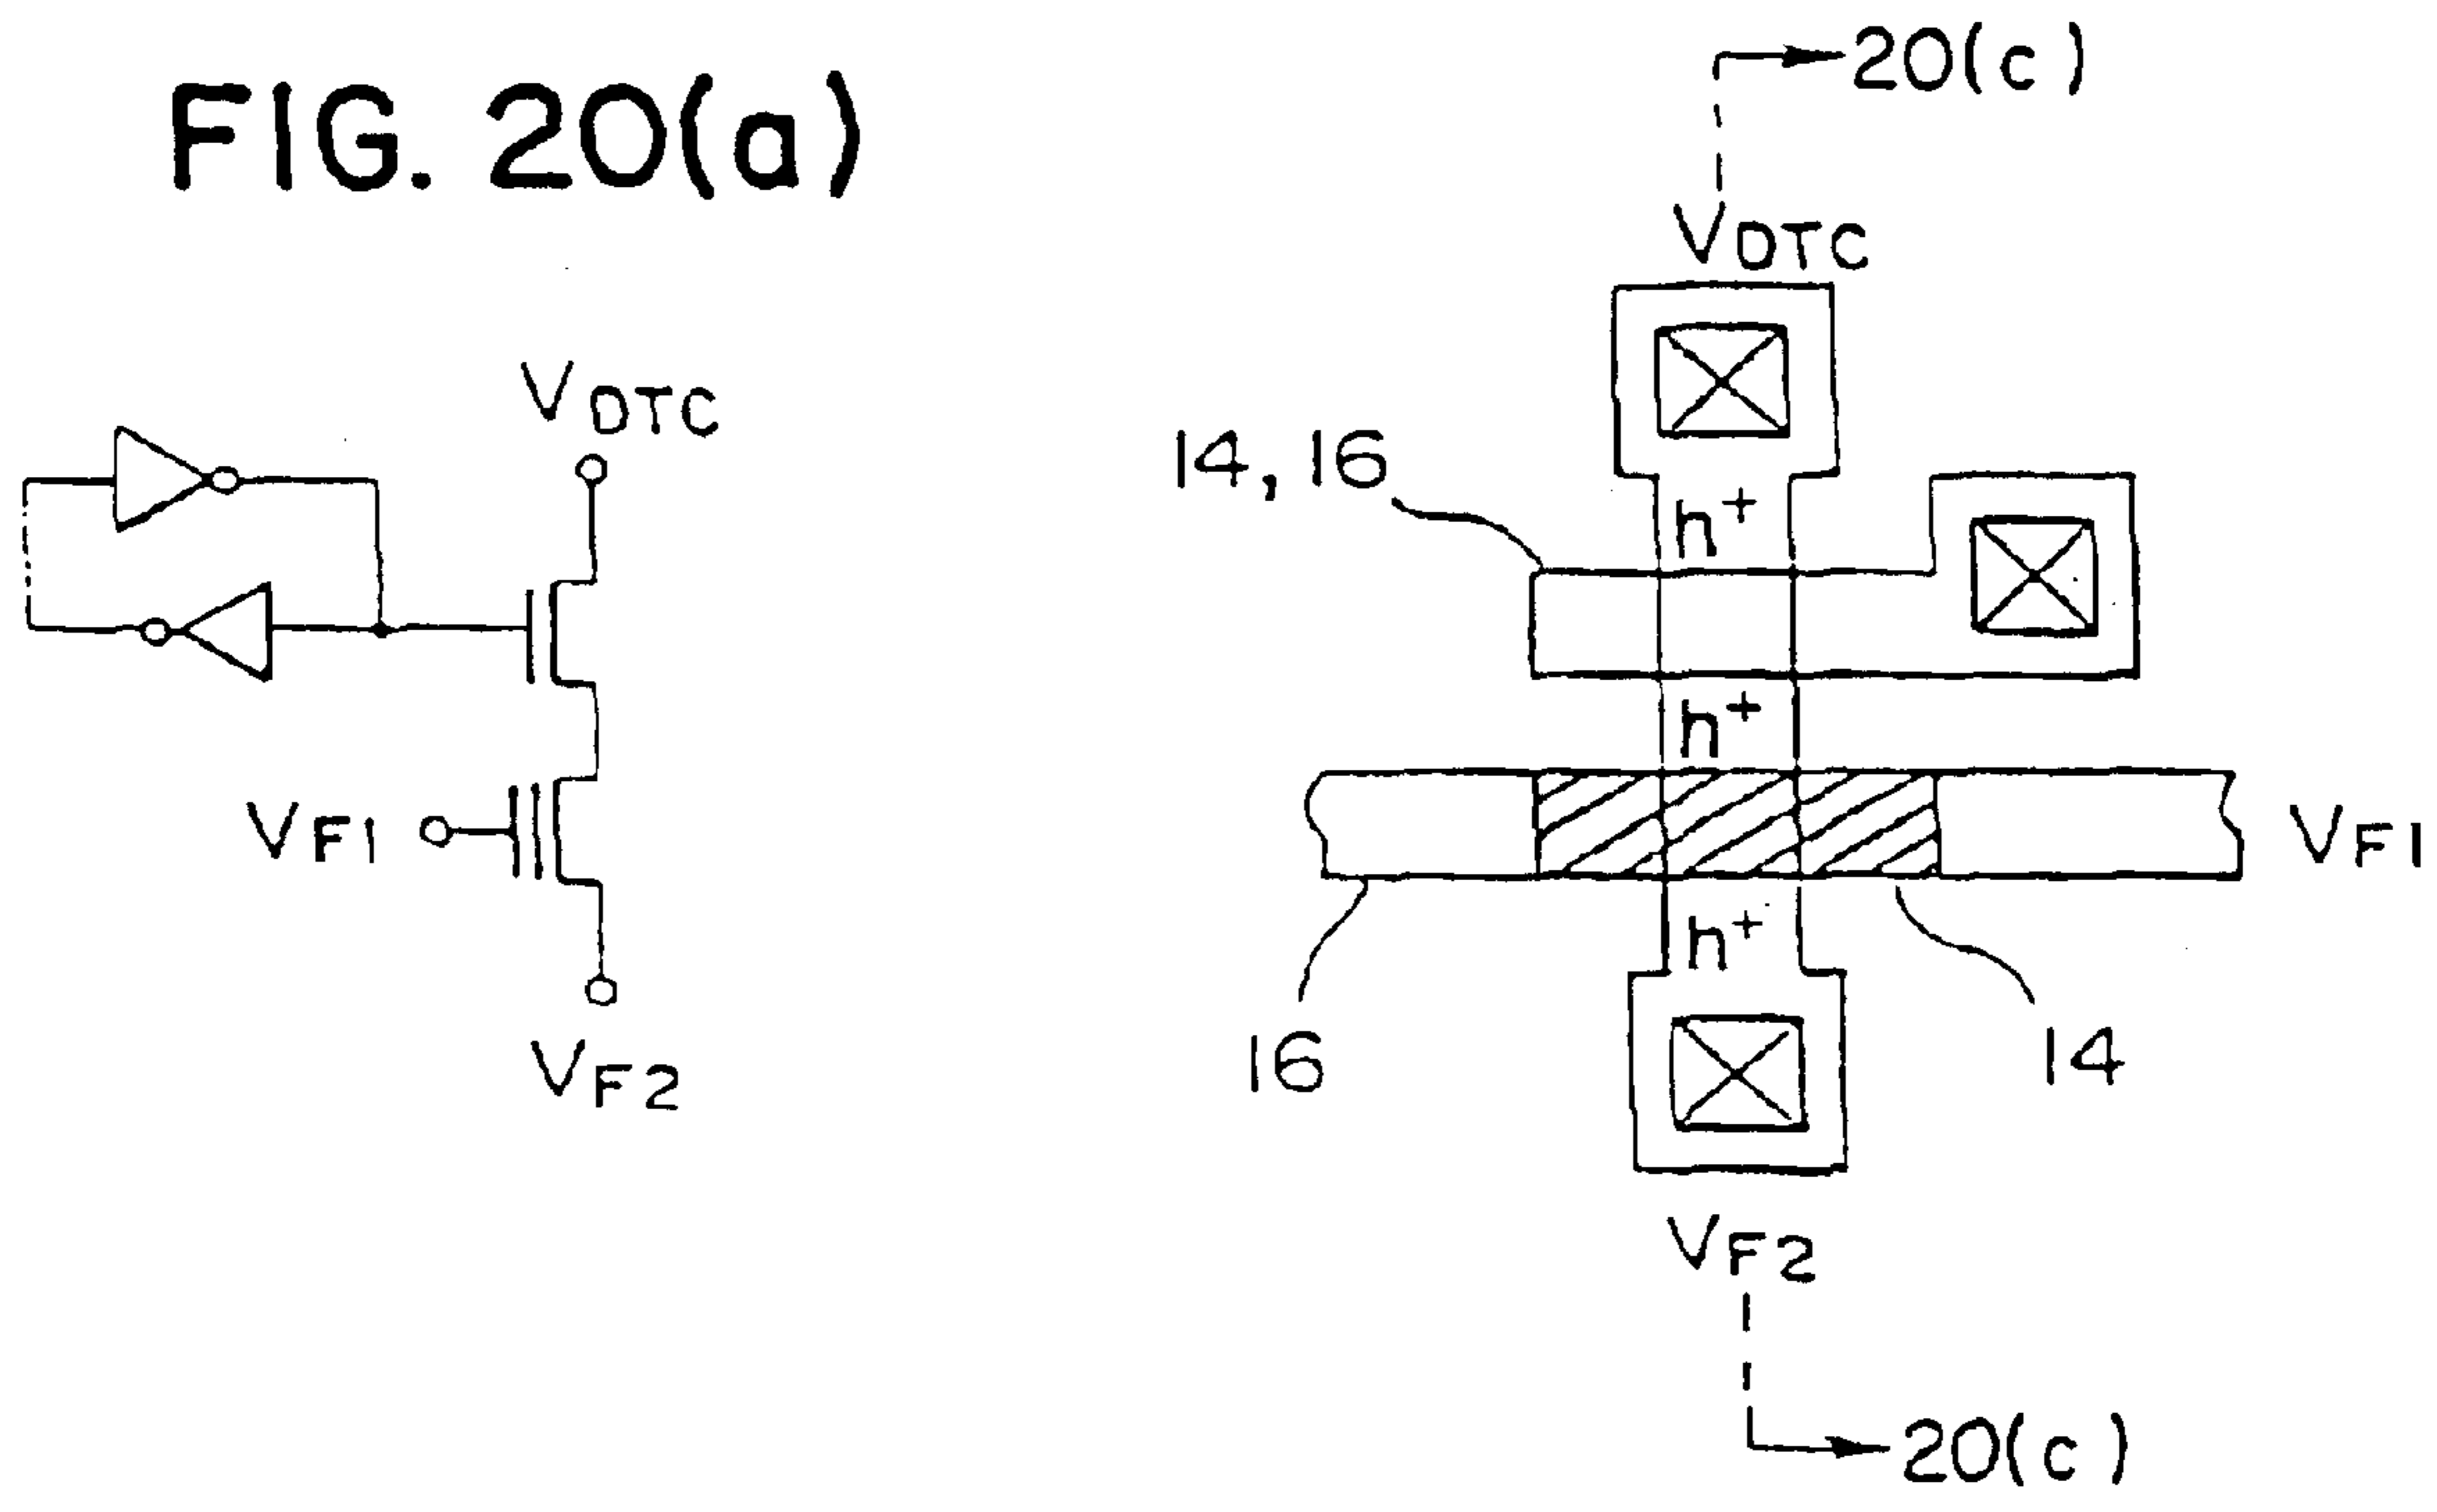 FIG. 20(a)
VDTC
VF1
VF2
20(c)
VDTC
14, 16
h+
h+
VF1
h+
16
14
VF2
20(c)